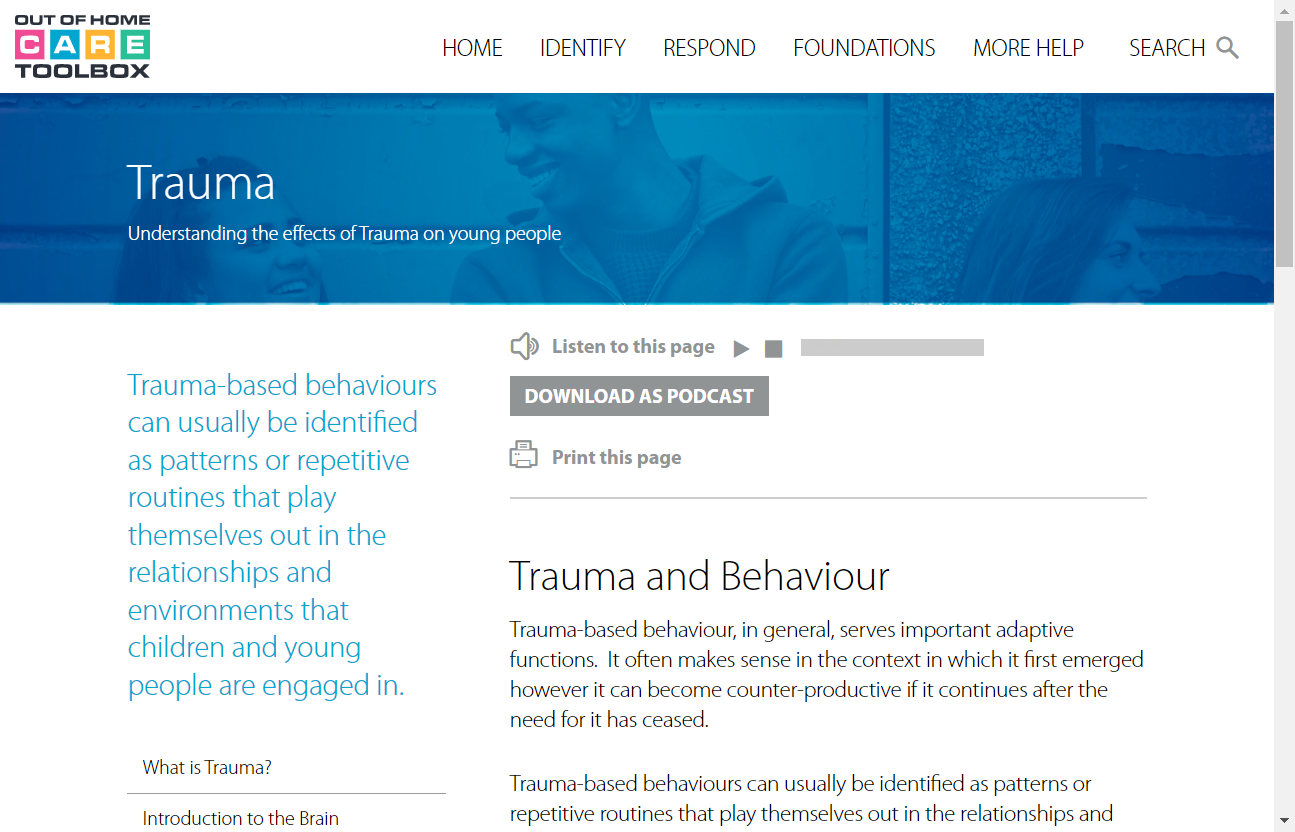 OUT OF HOME
CARE
TOOLBOX
HOME
IDENTIFY
RESPOND
FOUNDATIONS
MORE HELP
SEARCH
Trauma
Understanding the effects of Trauma on young people
Trauma-based behaviours
can usually be identified
as patterns or repetitive
routines that play
themselves out in the
relationships and
environments that
children and young
people are engaged in.
What is Trauma?
Introduction to the Brain
Listen to this page
DOWNLOAD AS PODCAST
Print this page
Trauma and Behaviour
Trauma-based behaviour, in general, serves important adaptive
functions.  It often makes sense in the context in which it first emerged
however it can become counter-productive if it continues after the
need for it has ceased.
Trauma-based behaviours can usually be identified as patterns or
repetitive routines that play themselves out in the relationships and